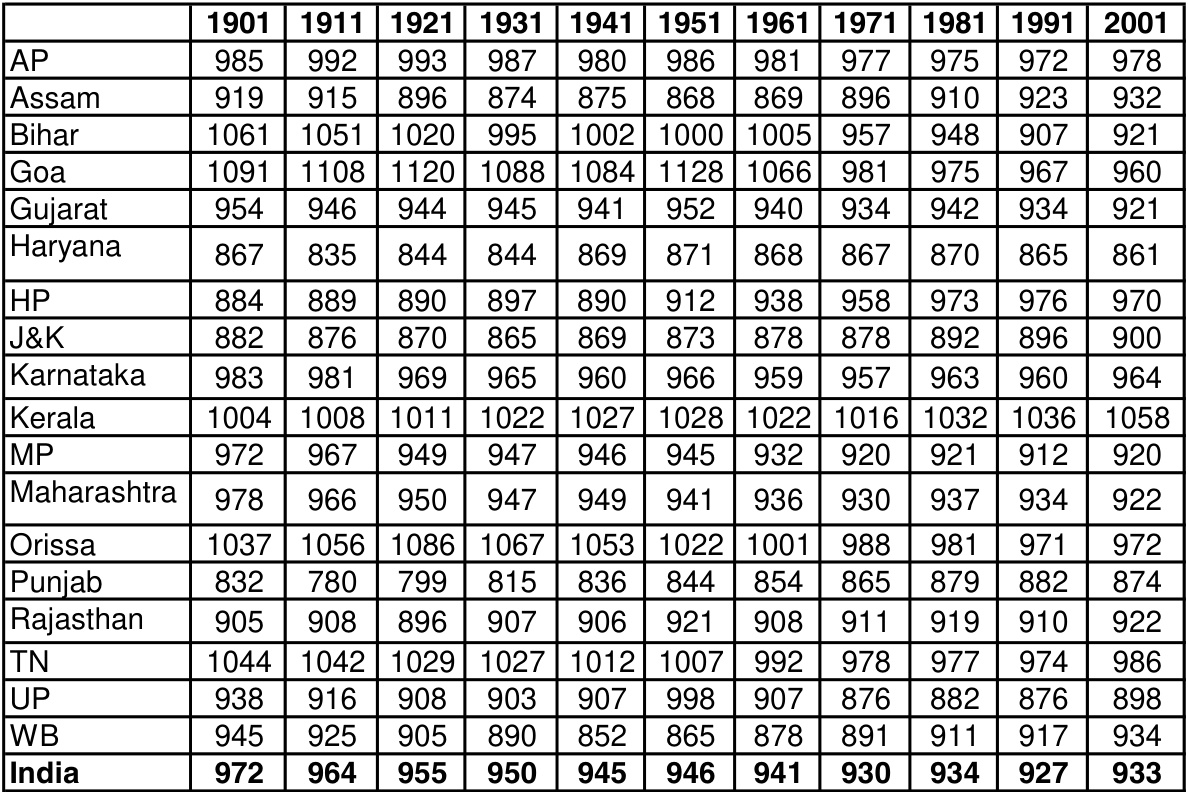 1901 1911 1921 1931 1941 1951 1961 1971 1981 1991 2001
AP 985 992 993 987 980 986 981 977 975 972 978
Assam 919 915 896 874 875 868 869 896 910 923 932
Bihar 1061 1051 1020 995 1002 1000 1005 957 948 907 921
Goa 1091 1108 1120 1088 1084 1128 1066 981 975 967 960
Gujarat 954 946 944 945 941 952 940 934 942 934 921
Haryana 867 835 844 844 869 871 868 867 870 865 861
HP 884 889 890 897 890 912 938 958 973 976 970
J&K 882 876 870 865 869 873 878 878 892 896 900
Karnataka 983 981 969 965 960 966 959 957 963 960 964
Kerala 1004 1008 1011 1022 1027 1028 1022 1016 1032 1036 1058
MP 972 967 949 947 946 945 932 920 921 912 920
Maharashtra 978 966 950 947 949 941 936 930 937 934 922
Orissa 1037 1056 1086 1067 1053 1022 1001 988 981 971 972
Punjab 832 780 799 815 836 844 854 865 879 882 874
Rajasthan 905 908 896 907 906 921 908 911 919 910 922
TN 1044 1042 1029 1027 1012 1007 992 978 977 974 986
UP 938 916 908 903 907 998 907 876 882 876 898
WB 945 925 905 890 852 865 878 891 911 917 934
India 972 964 955 950 945 946 941 930 934 927 933